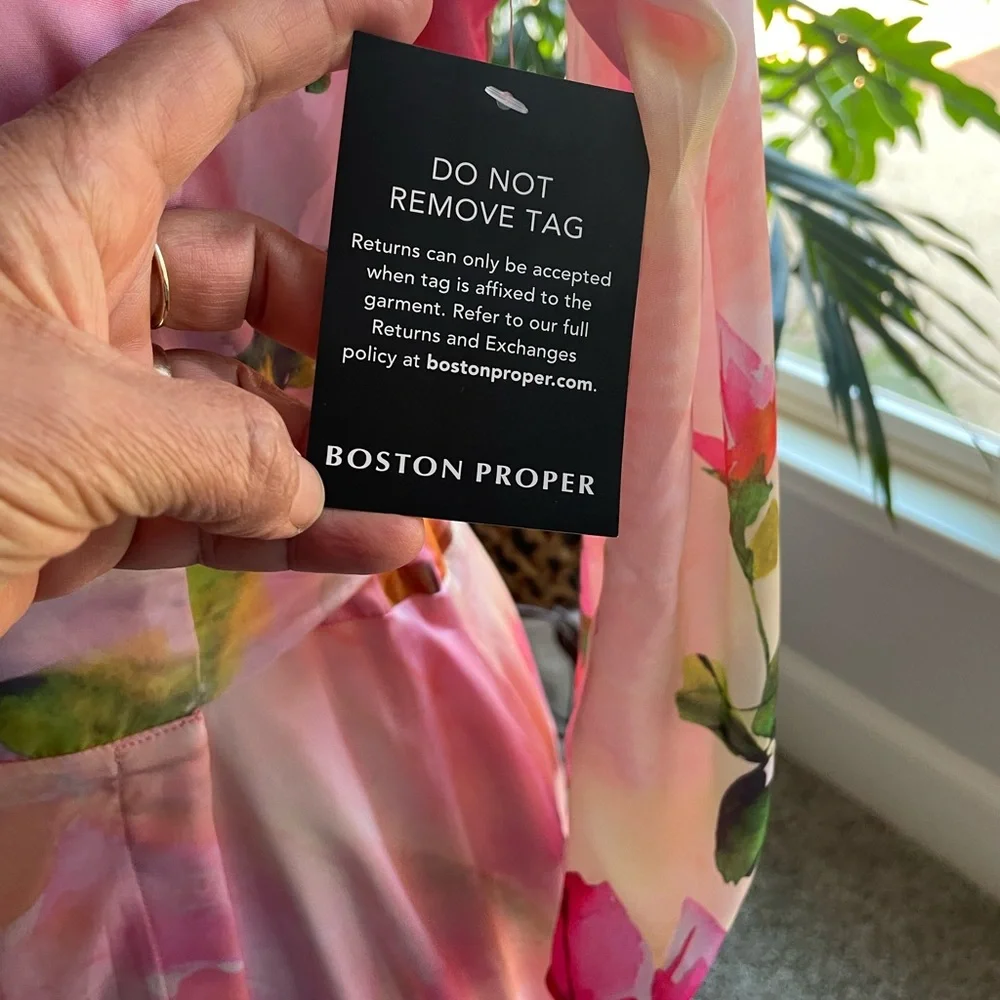 DO NOT
REMOVE TAG
Returns can only be accepted
when tag is affixed to the
garment. Refer to our full
Returns and Exchanges
policy at bostonproper.com.
BOSTON PROPER